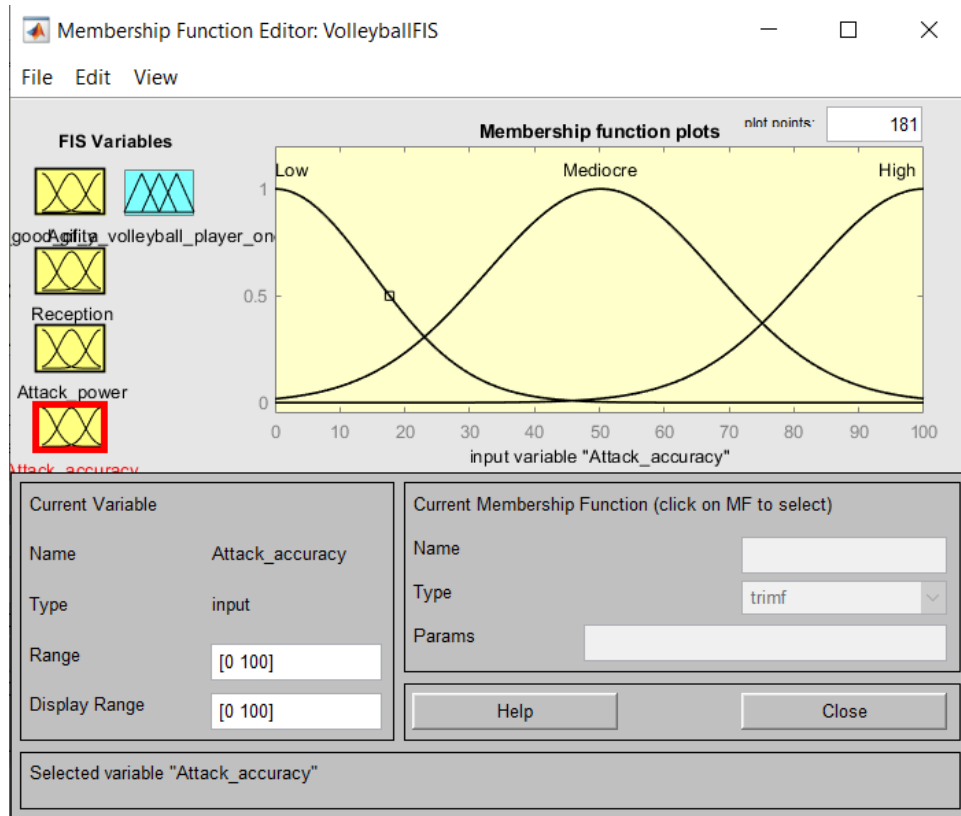 Membership Function Editor: VolleyballFIS
File Edit View
FIS Variables
Membership function plots
plot points:
181
_good_of_a_volleyball_player_on
Agility
Reception
Attack_power
Attack_accuracy
Low
Mediocre
High
1
0.5
0
0 10 20 30 40 50 60 70 80 90 100
input variable "Attack_accuracy"
Current Variable
Name Attack_accuracy
Type input
Range [0 100]
Display Range [0 100]
Current Membership Function (click on MF to select)
Name
Type trimf
Params
Help Close
Selected variable "Attack_accuracy"